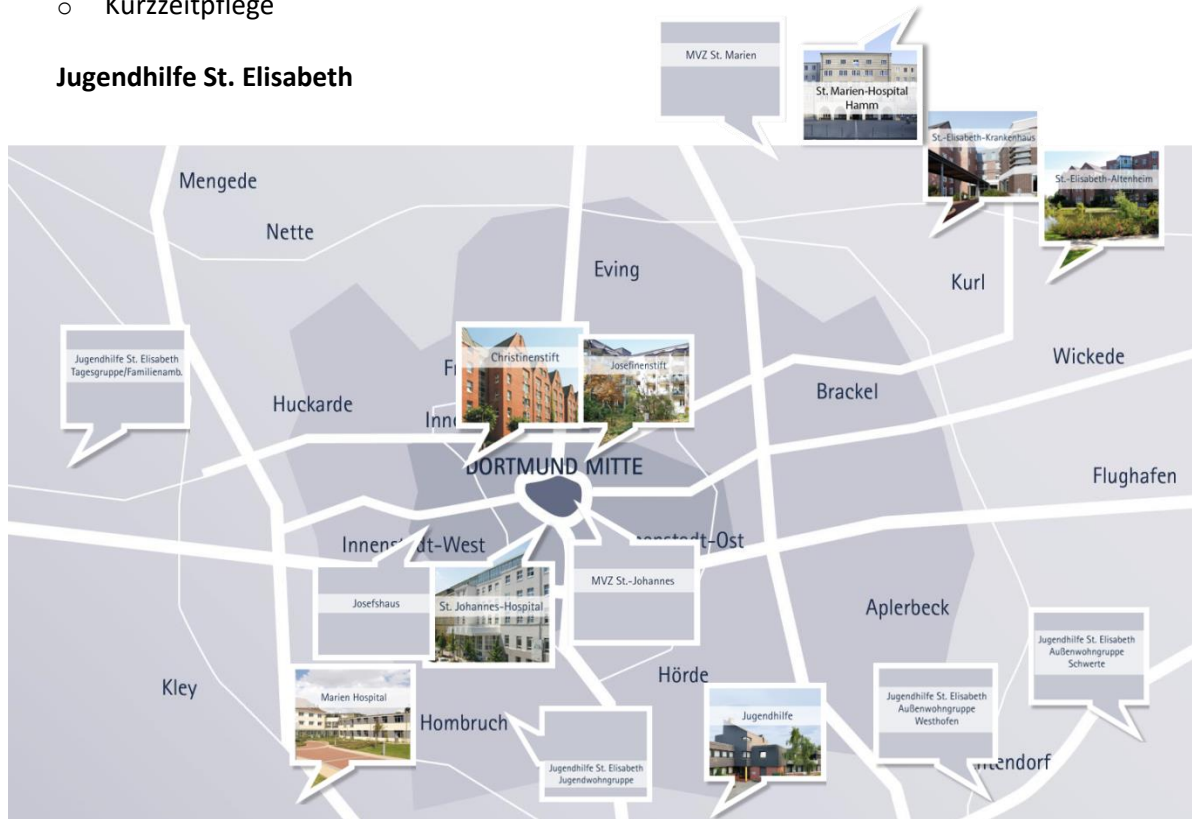 Kurzzeitpflege
Jugendhilfe St. Elisabeth
MVZ St. Marien
St. Marien-Hospital
Hamm
St.-Elisabeth-Krankenhaus
St.-Elisabeth-Altenheim
Mengede
Nette
Eving
Kurl
Jugendhilfe St. Elisabeth
Tagesgruppe/Familienamb.
Christinenstift
Josefinenstift
Wickede
Huckarde
Brackel
DORTMUND MITTE
Flughafen
Innenstadt-West
MVZ St.-Johannes
Josefshaus
St. Johannes-Hospital
Aplerbeck
Jugendhilfe St. Elisabeth
Außenwohngruppe
Schwerte
Kley
Marien Hospital
Hombruch
Hörde
Jugendhilfe
Jugendhilfe St. Elisabeth
Außenwohngruppe
Westhofen
Jugendhilfe St. Elisabeth
Jugendwohngruppe